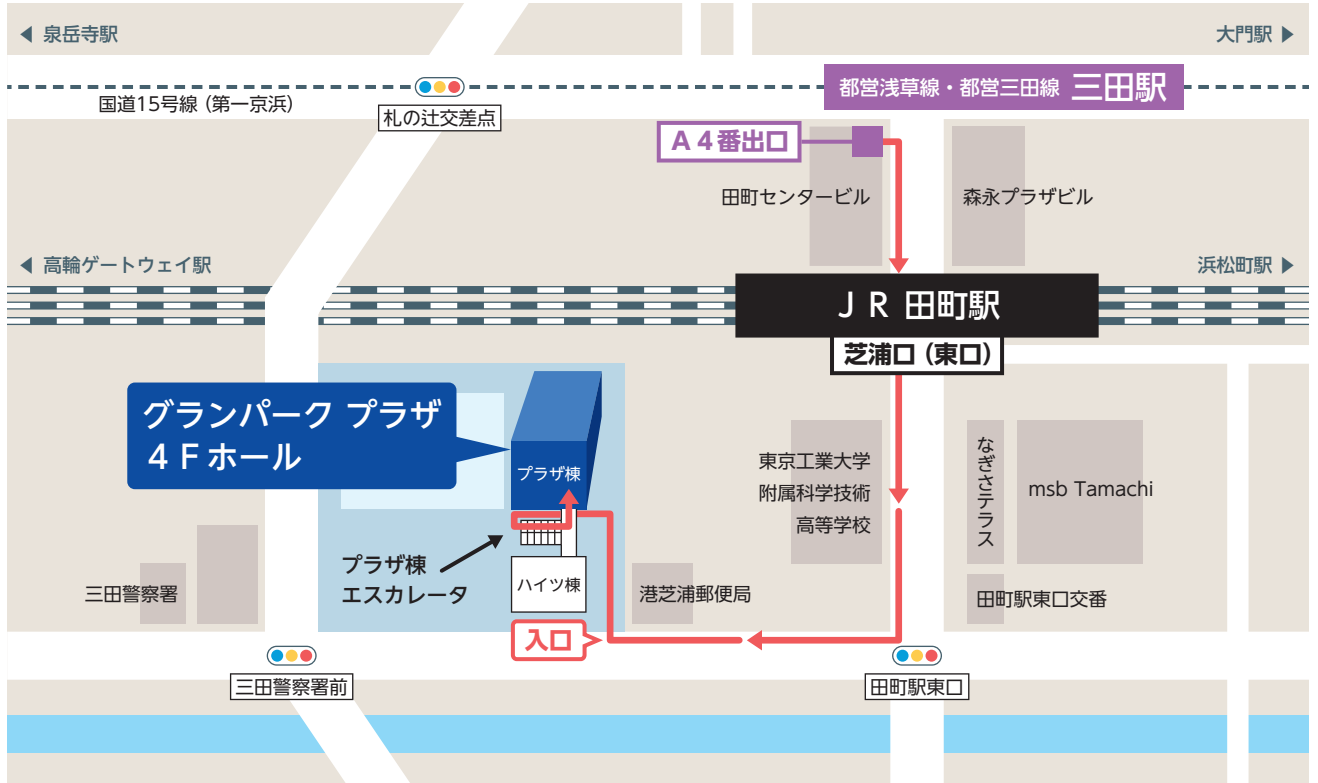 ◀ 泉岳寺駅
大門駅 ▶
国道15号線（第一京浜）
札の辻交差点
都営浅草線・都営三田線 三田駅
A4番出口
田町センタービル
森永プラザビル
◀ 高輪ゲートウェイ駅
浜松町駅 ▶
JR 田町駅
芝浦口（東口）
グランパーク プラザ
4Fホール
プラザ棟
東京工業大学
附属科学技術
高等学校
なぎさテラス
msb Tamachi
プラザ棟
エスカレータ
ハイツ棟
三田警察署
港芝浦郵便局
田町駅東口交番
入口
三田警察署前
田町駅東口